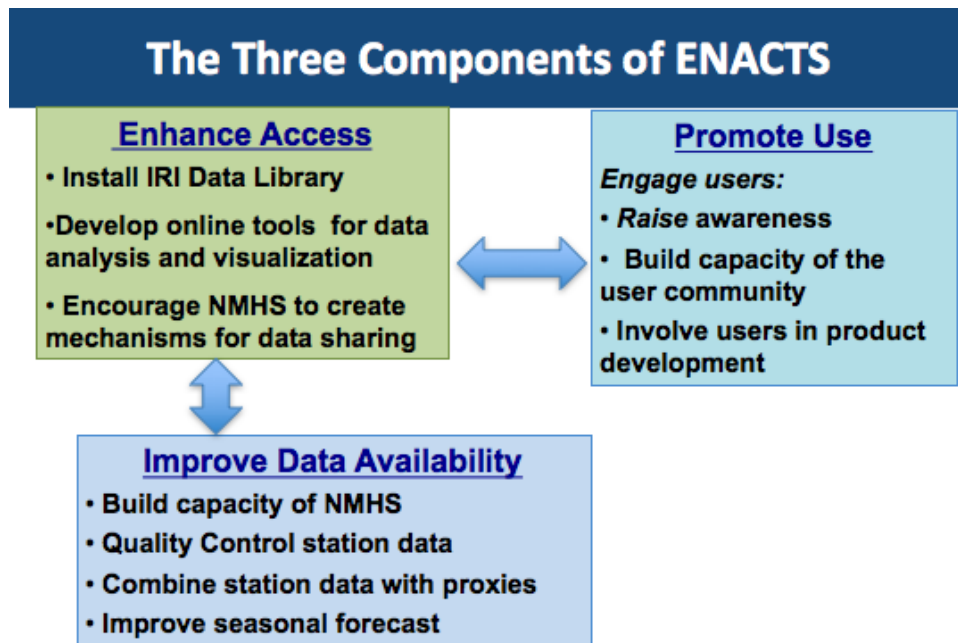 The Three Components of ENACTS
Enhance Access
• Install IRI Data Library
•Develop online tools for data
analysis and visualization
• Encourage NMHS to create
mechanisms for data sharing
Promote Use
Engage users:
• Raise awareness
• Build capacity of the
user community
• Involve users in product
development
Improve Data Availability
• Build capacity of NMHS
• Quality Control station data
• Combine station data with proxies
• Improve seasonal forecast